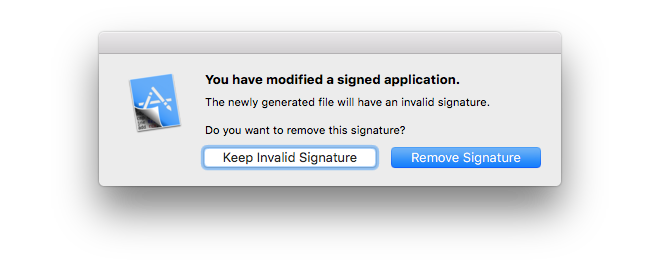 You have modified a signed application.
The newly generated file will have an invalid signature.
Do you want to remove this signature?
Keep Invalid Signature
Remove Signature